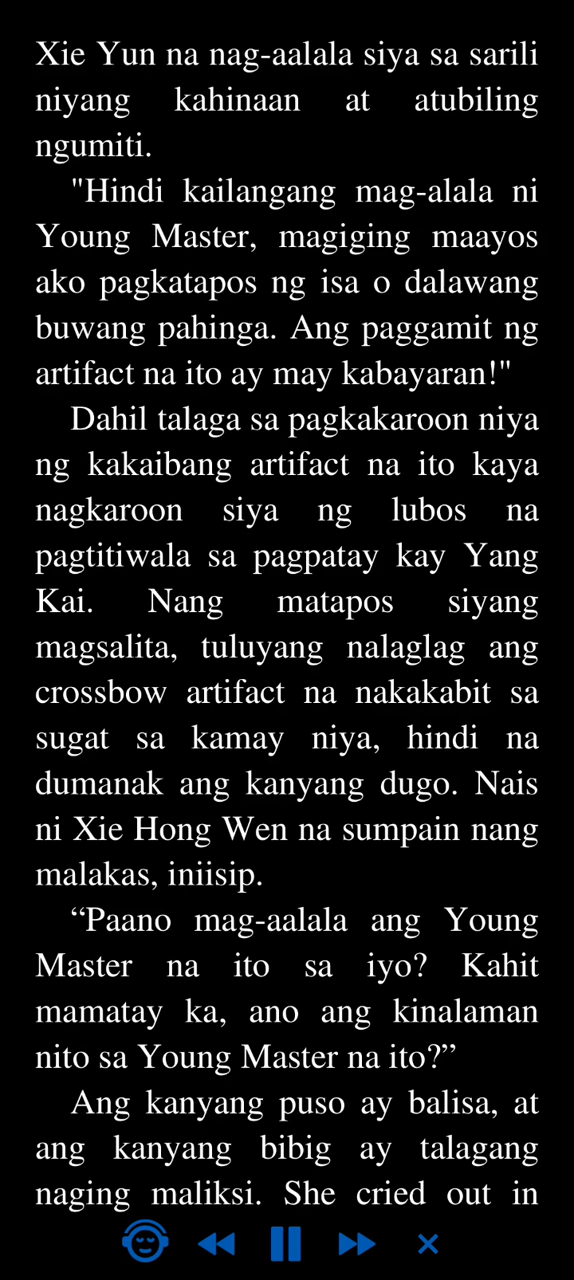 Xie Yun na nag-aalala siya sa sarili
niyang kahinaan at atubiling
ngumiti.
"Hindi kailangang mag-alala ni
Young Master, magiging maayos
ako pagkatapos ng isa o dalawang
buwang pahinga. Ang paggamit ng
artifact na ito ay may kabayaran!"
Dahil talaga sa pagkakaroon niya
ng kakaibang artifact na ito kaya
nagkaroon siya ng lubos na
pagtitiwala sa pagpatay kay Yang
Kai. Nang matapos siyang
magsalita, tuluyang nalaglag ang
crossbow artifact na nakakabit sa
sugat sa kamay niya, hindi na
dumanak ang kanyang dugo. Nais
ni Xie Hong Wen na sumpain nang
malakas, iniisip.
“Paano mag-aalala ang Young
Master na ito sa iyo? Kahit
mamatay ka, ano ang kinalaman
nito sa Young Master na ito?”
Ang kanyang puso ay balisa, at
ang kanyang bibig ay talagang
naging maliksi. She cried out in